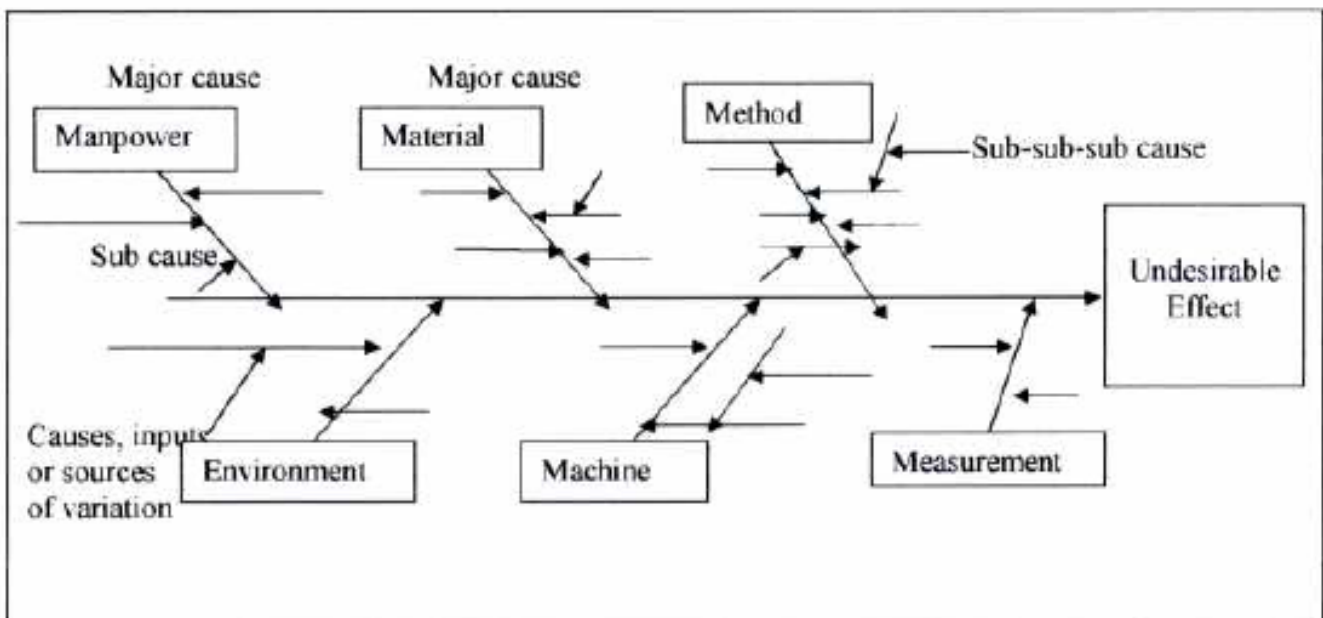 Major cause
Major cause
Manpower
Material
Method
Sub-sub-sub cause
Sub cause
Undesirable
Effect
Causes, inputs
or sources
of variation
Environment
Machine
Measurement